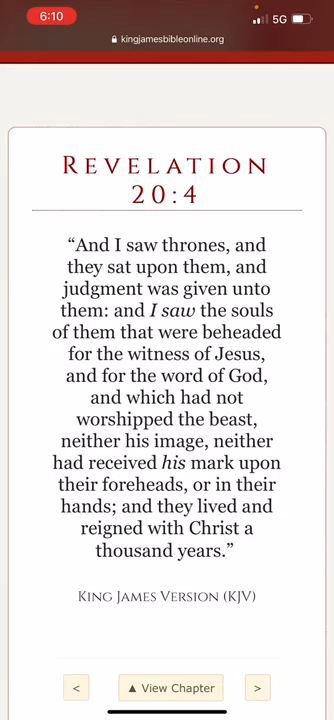 6:10
5G
kingjamesbibleonline.org
Revelation
20:4
“And I saw thrones, and
they sat upon them, and
judgment was given unto
them: and I saw the souls
of them that were beheaded
for the witness of Jesus,
and for the word of God,
and which had not
worshipped the beast,
neither his image, neither
had received his mark upon
their foreheads, or in their
hands; and they lived and
reigned with Christ a
thousand years.”
King James Version (KJV)
< ▲ View Chapter >